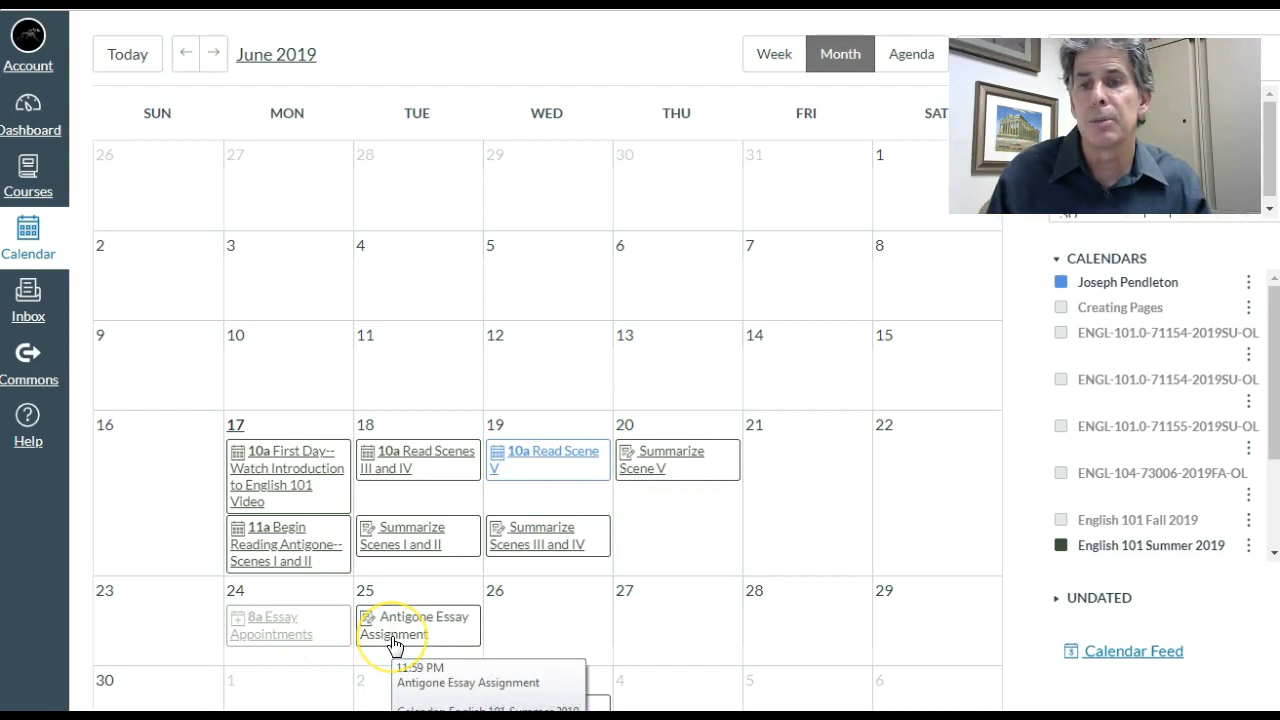 Account
Dashboard
Courses
Calendar
Inbox
Commons
Help
Today
June 2019
Week
Month
Agenda
SUN
MON
TUE
WED
THU
FRI
SAT
26
27
28
29
30
31
1
2
3
4
5
6
7
8
9
10
11
12
13
14
15
16
17
18
19
20
21
22
10a First Day--
Watch Introduction
to English 101
Video
10a Read Scenes
III and IV
10a Read Scene
V
Summarize
Scene V
11a Begin
Reading Antigone--
Scenes I and II
Summarize
Scenes I and II
Summarize
Scenes III and IV
23
24
25
26
27
28
29
8a Essay
Appointments
Antigone Essay
Assignment
11:59 PM
Antigone Essay Assignment
Calendar: English 101 Summer 2019
30
1
2
4
5
6
CALENDARS
Joseph Pendleton
Creating Pages
ENGL-101.0-71154-2019SU-OL
ENGL-101.0-71154-2019SU-OL
ENGL-101.0-71155-2019SU-OL
ENGL-104-73006-2019FA-OL
English 101 Fall 2019
English 101 Summer 2019
UNDATED
3
Calendar Feed